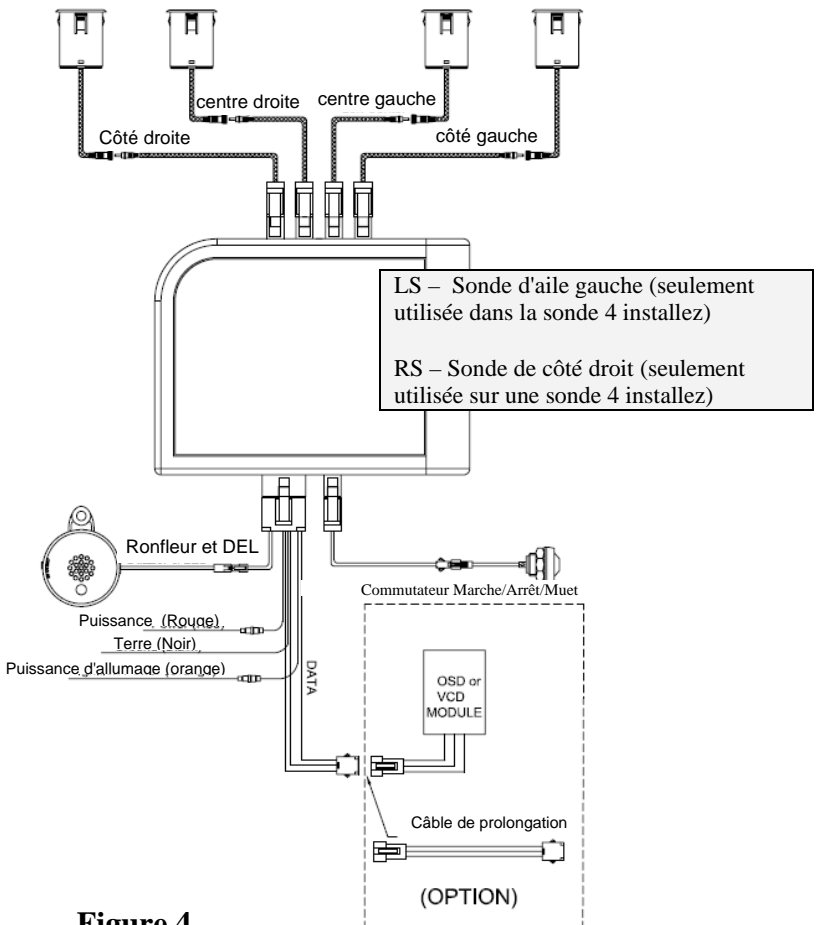 centre droite
centre gauche
Côté droite
côté gauche
LS – Sonde d'aile gauche (seulement
utilisée dans la sonde 4 installez)
RS – Sonde de côté droit (seulement
utilisée sur une sonde 4 installez)
Ronfleur et DEL
Commutateur Marche/Arrêt/Muet
Puissance (Rouge)
Terre (Noir)
Puissance d'allumage (orange)
DATA
OSD or
VCD
MODULE
Câble de prolongation
(OPTION)
Figure 4